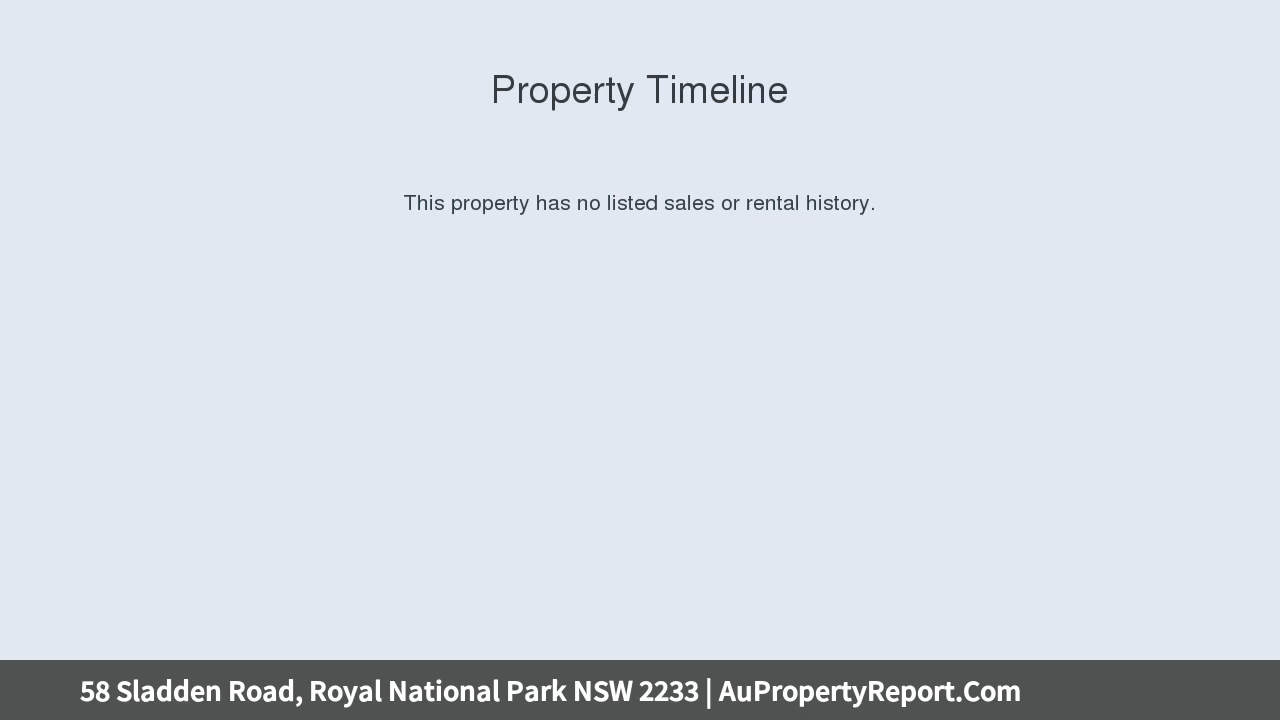 Property Timeline
This property has no listed sales or rental history.
58 Sladden Road, Royal National Park NSW 2233 | AuPropertyReport.Com